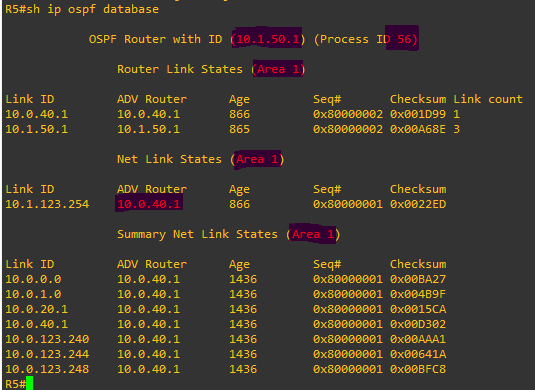 R5#sh ip ospf database
OSPF Router with ID (10.1.50.1) (Process ID 56)
Router Link States (Area 1)
Link ID ADV Router Age Seq# Checksum Link count
10.0.40.1 10.0.40.1 866 0x80000002 0x001D99 1
10.1.50.1 10.1.50.1 865 0x80000002 0x00A68E 3
Net Link States (Area 1)
Link ID ADV Router Age Seq# Checksum
10.1.123.254 10.0.40.1 866 0x80000001 0x0022ED
Summary Net Link States (Area 1)
Link ID ADV Router Age Seq# Checksum
10.0.0.0 10.0.40.1 1436 0x80000001 0x00BA27
10.0.1.0 10.0.40.1 1436 0x80000001 0x004B9F
10.0.20.1 10.0.40.1 1436 0x80000001 0x0015CA
10.0.40.1 10.0.40.1 1436 0x80000001 0x00D302
10.0.123.240 10.0.40.1 1436 0x80000001 0x00AAA1
10.0.123.244 10.0.40.1 1436 0x80000001 0x00641A
10.0.123.248 10.0.40.1 1436 0x80000001 0x00BFC8
R5#